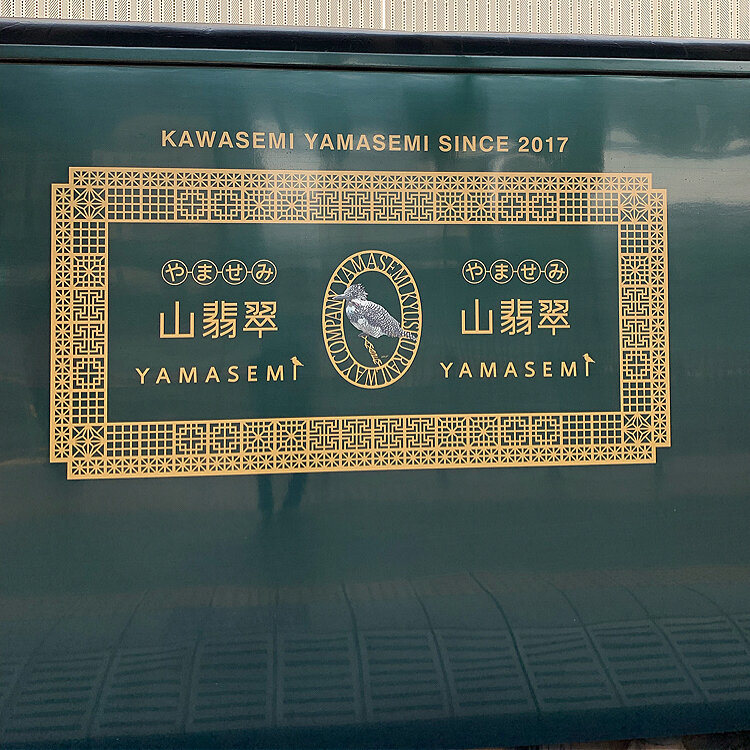 KAWASEMI YAMASEMI SINCE 2017
やませみ
山翡翠
YAMASEMI
YAMASEMI KYUSHU RAILWAY COMPANY
やませみ
山翡翠
YAMASEMI